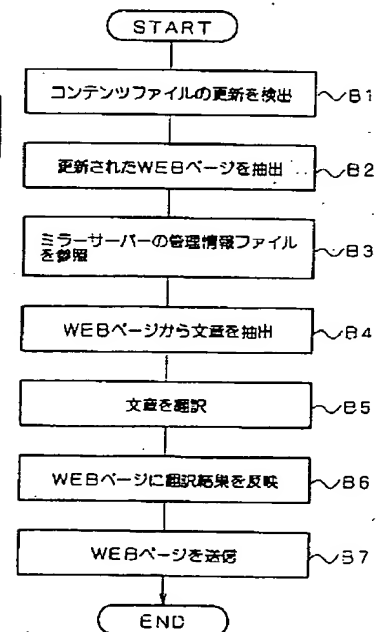 START
コンテンツファイルの更新を検出
B1
更新されたWEBページを抽出
B2
ミラーサーバーの管理情報ファイル
を参照
B3
WEBページから文章を抽出
B4
文章を翻訳
B5
WEBページに翻訳結果を反映
B6
WEBページを送信
B7
END